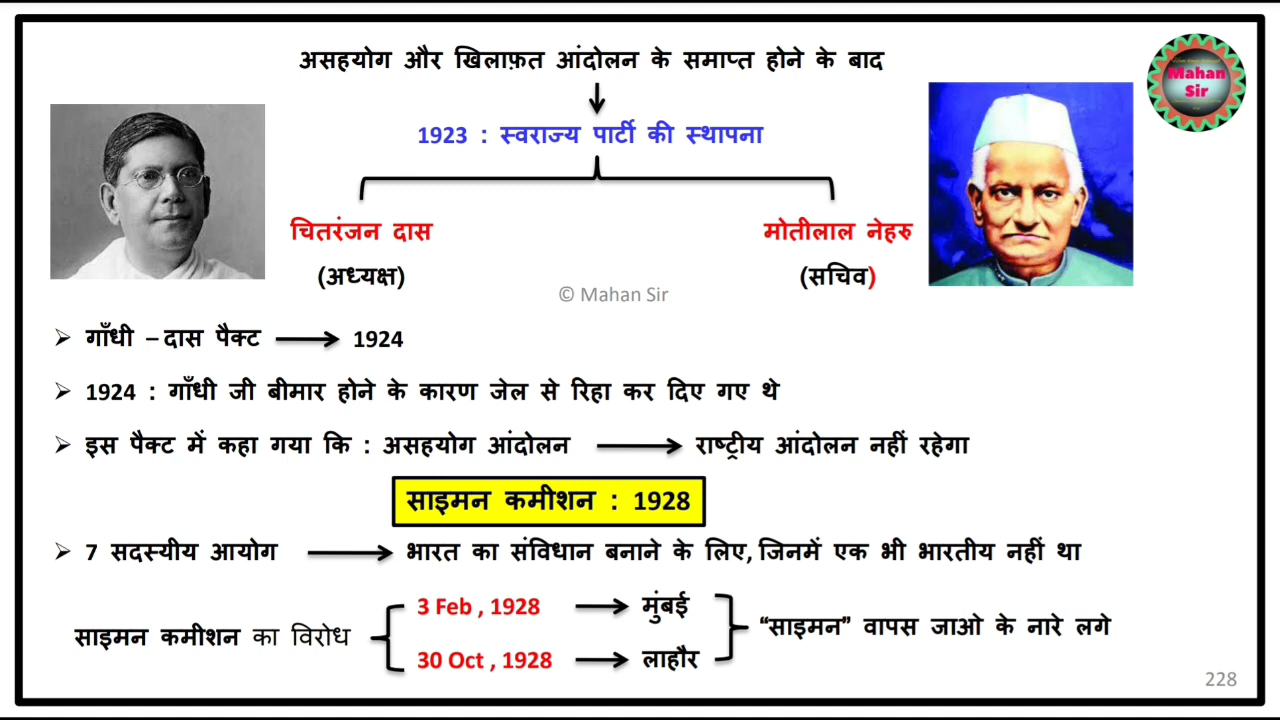 असहयोग और खिलाफ़त आंदोलन के समाप्त होने के बाद
Mahan
Sir
1923 : स्वराज्य पार्टी की स्थापना
चितरंजन दास
(अध्यक्ष)
मोतीलाल नेहरु
(सचिव)
© Mahan Sir
➢ गाँधी – दास पैक्ट ⟶ 1924
➢ 1924 : गाँधी जी बीमार होने के कारण जेल से रिहा कर दिए गए थे
➢ इस पैक्ट में कहा गया कि : असहयोग आंदोलन ⟶ राष्ट्रीय आंदोलन नहीं रहेगा
साइमन कमीशन : 1928
➢ 7 सदस्यीय आयोग ⟶ भारत का संविधान बनाने के लिए, जिनमें एक भी भारतीय नहीं था
साइमन कमीशन का विरोध
3 Feb , 1928 ⟶ मुंबई
30 Oct , 1928 ⟶ लाहौर
“साइमन” वापस जाओ के नारे लगे
228